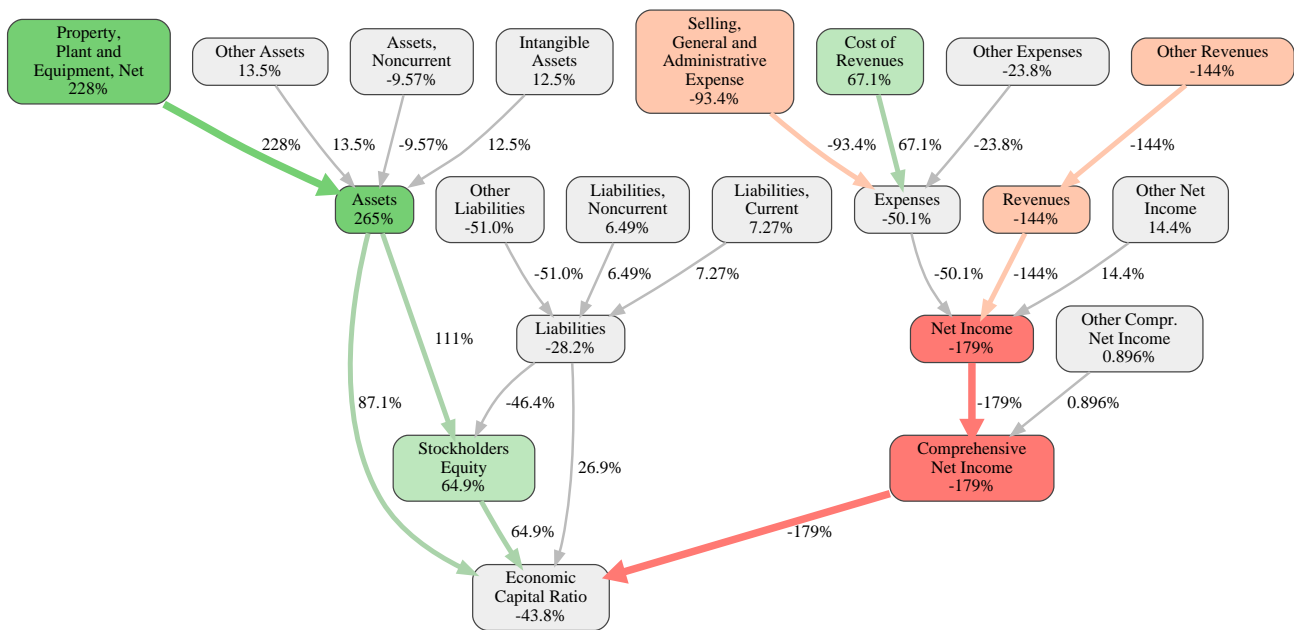 Property,
Plant and
Equipment, Net
228%
Other Assets
13.5%
Assets,
Noncurrent
-9.57%
Intangible
Assets
12.5%
Selling,
General and
Administrative
Expense
-93.4%
Cost of
Revenues
67.1%
Other Expenses
-23.8%
Other Revenues
-144%
228%
13.5%
-9.57%
12.5%
-93.4%
67.1%
-23.8%
-144%
Assets
265%
Other
Liabilities
-51.0%
Liabilities,
Noncurrent
6.49%
Liabilities,
Current
7.27%
Expenses
-50.1%
Revenues
-144%
Other Net
Income
14.4%
-51.0%
6.49%
7.27%
-50.1%
-144%
14.4%
111%
Liabilities
-28.2%
Net Income
-179%
Other Compr.
Net Income
0.896%
87.1%
-46.4%
-179%
0.896%
Stockholders
Equity
64.9%
26.9%
Comprehensive
Net Income
-179%
64.9%
-179%
Economic
Capital Ratio
-43.8%